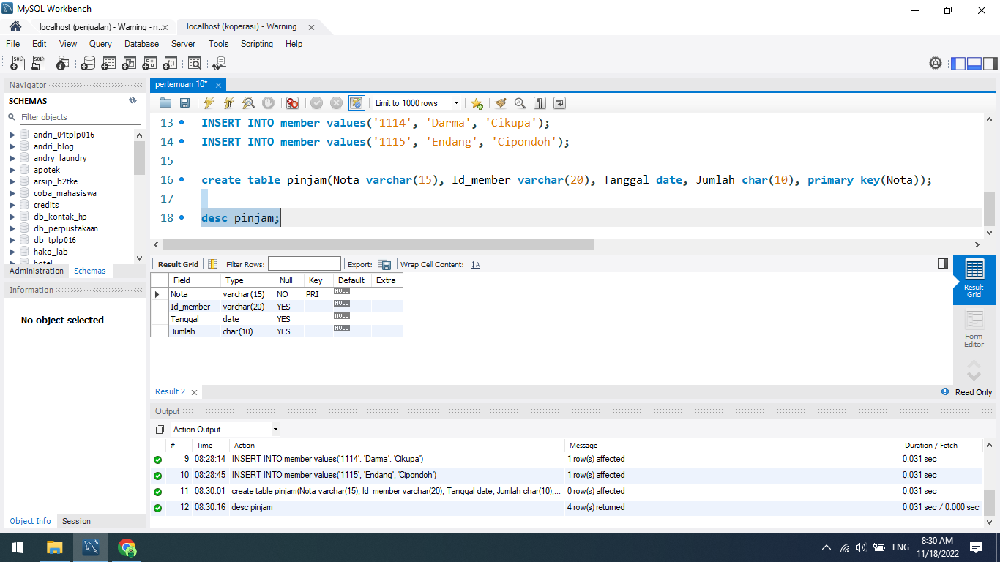 MySQL Workbench
localhost (penjualan) - Warning - n...
localhost (koperasi) - Warning...
File Edit View Query Database Server Tools Scripting Help
Navigator
SCHEMAS
Filter objects
andri_04tplp016
andri_blog
andry_laundry
apotek
arsip_b2tke
coba_mahasiswa
credits
db_kontak_hp
db_perpustakaan
db_tplp016
hako_lab
hotel
Administration Schemas
Information
No object selected
Object Info Session
pertemuan 10*
Limit to 1000 rows
13 INSERT INTO member values('1114', 'Darma', 'Cikupa');
14 INSERT INTO member values('1115', 'Endang', 'Cipondoh');
15
16 create table pinjam(Nota varchar(15), Id_member varchar(20), Tanggal date, Jumlah char(10), primary key(Nota));
17
18 desc pinjam;
Result Grid Filter Rows: Export: Wrap Cell Content:
Field Type Null Key Default Extra
Nota varchar(15) NO PRI NULL
Id_member varchar(20) YES NULL
Tanggal date YES NULL
Jumlah char(10) YES NULL
Result Grid
Form Editor
Result 2
Read Only
Output
Action Output
# Time Action Message Duration / Fetch
9 08:28:14 INSERT INTO member values('1114', 'Darma', 'Cikupa') 1 row(s) affected 0.031 sec
10 08:28:45 INSERT INTO member values('1115', 'Endang', 'Cipondoh') 1 row(s) affected 0.031 sec
11 08:30:01 create table pinjam(Nota varchar(15), Id_member varchar(20), Tanggal date, Jumlah char(10),... 0 row(s) affected 0.031 sec
12 08:30:16 desc pinjam 4 row(s) returned 0.031 sec / 0.000 sec
ENG
8:30 AM
11/18/2022